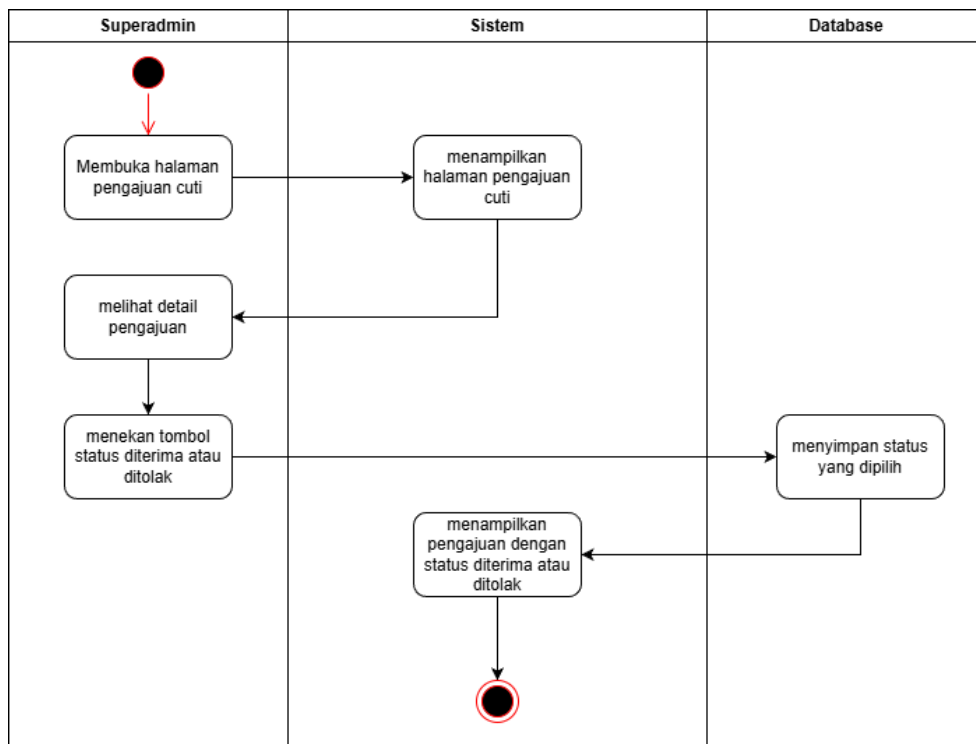 Superadmin
Sistem
Database
Membuka halaman
pengajuan cuti
menampilkan
halaman pengajuan
cuti
melihat detail
pengajuan
menekan tombol
status diterima atau
ditolak
menyimpan status
yang dipilih
menampilkan
pengajuan dengan
status diterima atau
ditolak